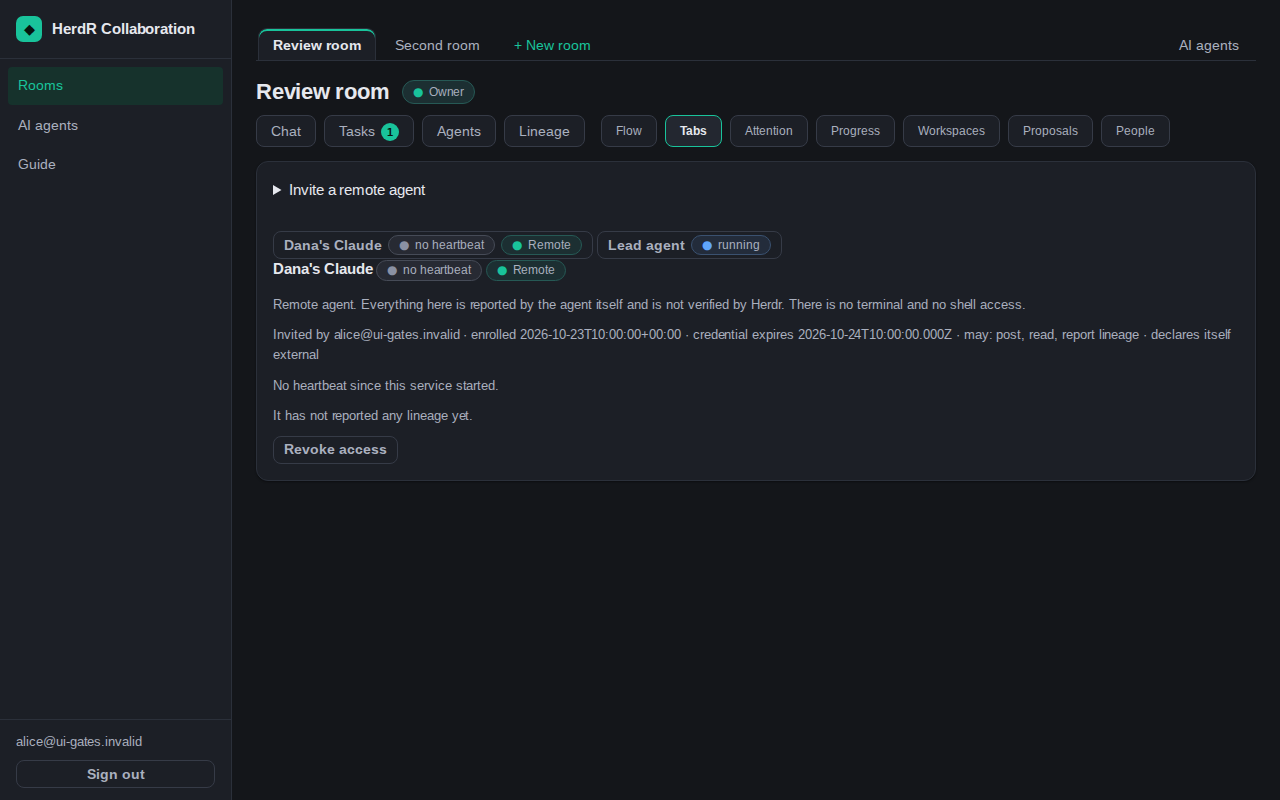 HerdR Collaboration
Rooms
AI agents
Guide
alice@ui-gates.invalid
Sign out
Review room
Second room
+ New room
AI agents
Review room
Owner
Chat
Tasks 1
Agents
Lineage
Flow
Tabs
Attention
Progress
Workspaces
Proposals
People
Invite a remote agent
Dana's Claude no heartbeat Remote
Lead agent running
Dana's Claude no heartbeat Remote
Remote agent. Everything here is reported by the agent itself and is not verified by Herdr. There is no terminal and no shell access.
Invited by alice@ui-gates.invalid · enrolled 2026-10-23T10:00:00+00:00 · credential expires 2026-10-24T10:00:00.000Z · may: post, read, report lineage · declares itself
external
No heartbeat since this service started.
It has not reported any lineage yet.
Revoke access